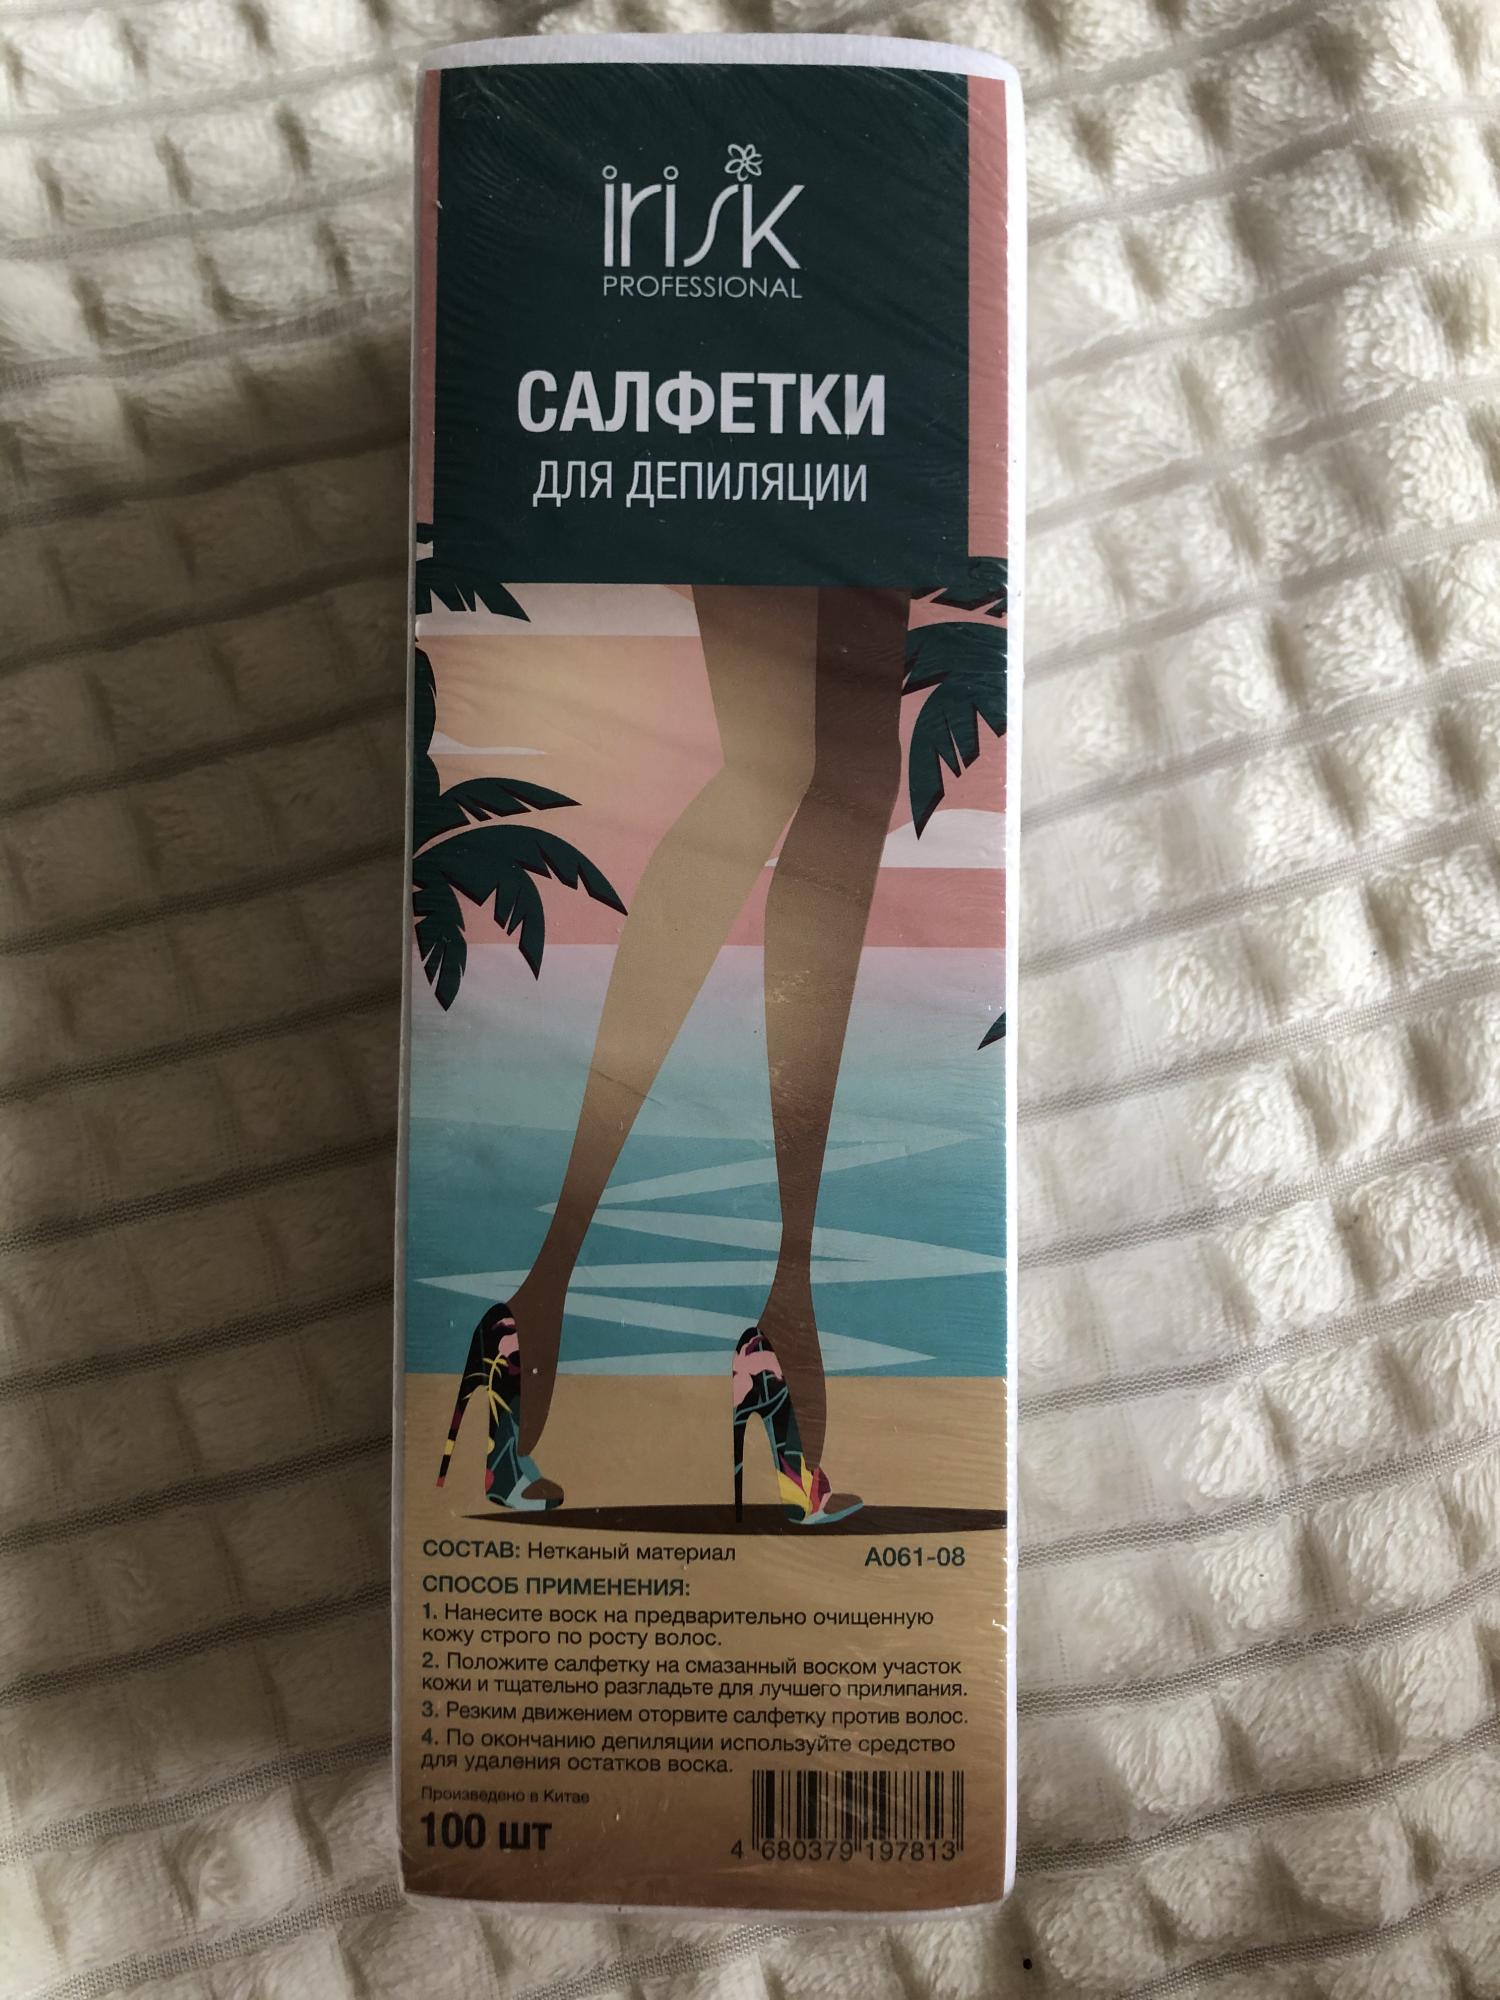 irisk
PROFESSIONAL
САЛФЕТКИ
ДЛЯ ДЕПИЛЯЦИИ
СОСТАВ: Нетканый материал
А061-08
СПОСОБ ПРИМЕНЕНИЯ:
1. Нанесите воск на предварительно очищенную
кожу строго по росту волос.
2. Положите салфетку на смазанный воском участок
кожи и тщательно разгладьте для лучшего прилипания.
3. Резким движением оторвите салфетку против волос.
4. По окончанию депиляции используйте средство
для удаления остатков воска.
Произведено в Китае
100 шт
4 680379 197813